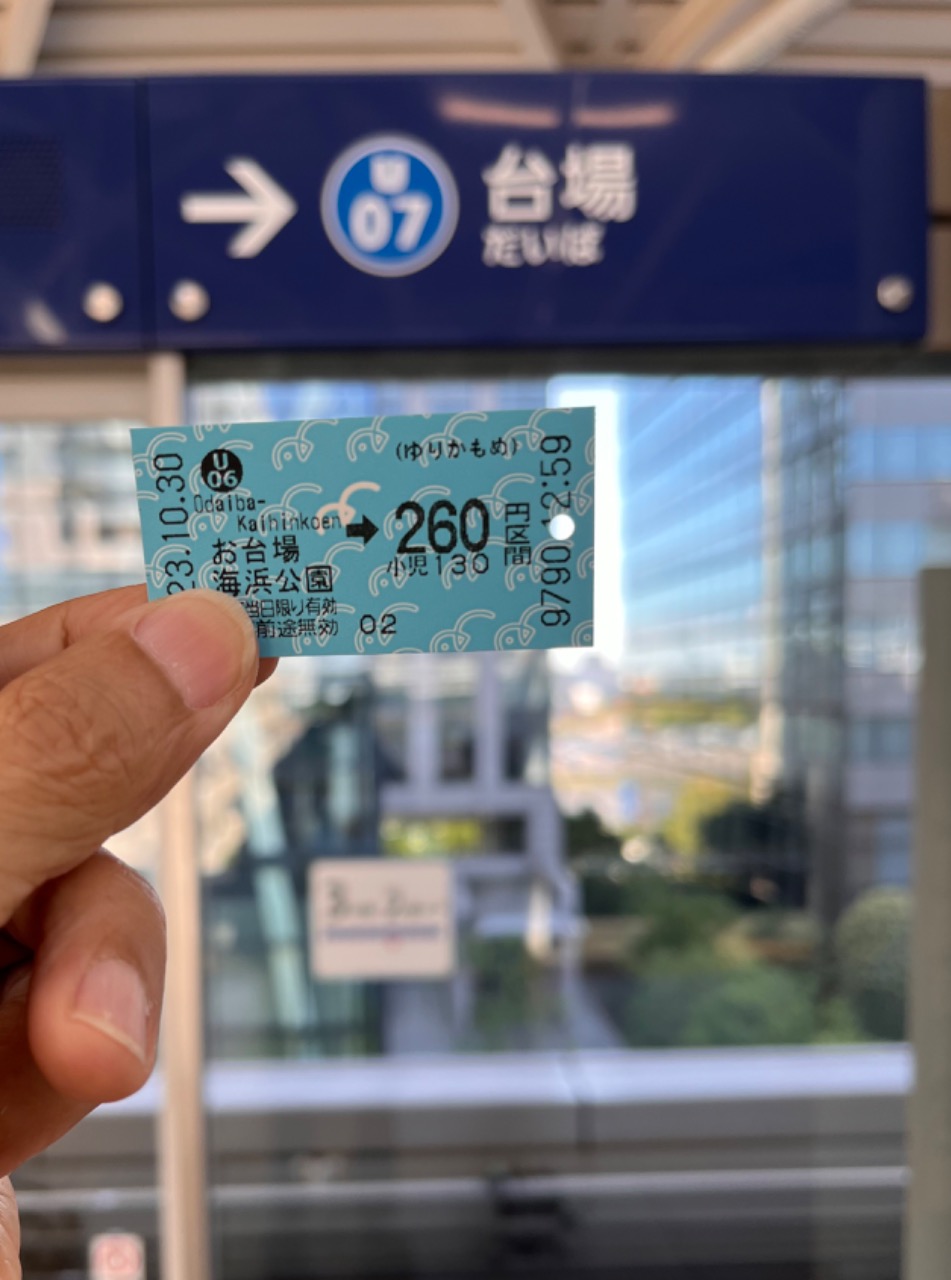 U
07
台場
だいば
(ゆりかもめ)
23.10.30
U
06
Odaiba-
Kaihinkoen
➡ 260 円区間
お台場
海浜公園
小児130
当日限り有効
前途無効 02
9790 12:59